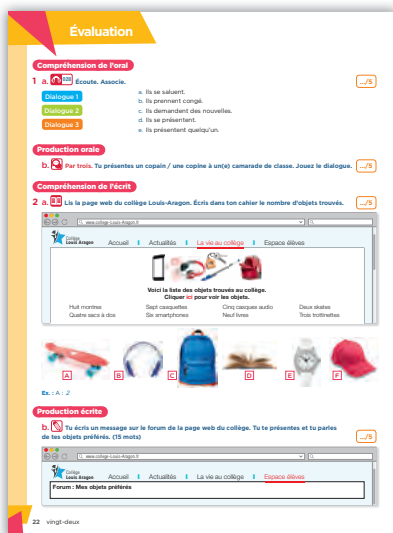 Évaluation
Compréhension de l'oral
1 a. Écoute. Associe. .../5
Dialogue 1
Dialogue 2
Dialogue 3
a. Ils se saluent.
b. Ils prennent congé.
c. Ils demandent des nouvelles.
d. Ils se présentent.
e. Ils présentent quelqu'un.
Production orale
b. Par trois. Tu présentes un copain / une copine à un(e) camarade de classe. Jouez le dialogue. .../5
Compréhension de l'écrit
2 a. Lis la page web du collège Louis-Aragon. Écris dans ton cahier le nombre d'objets trouvés. .../5
www.college-Louis-Aragon.fr
Collège
Louis Aragon Accueil Actualités La vie au collège Espace élèves
Voici la liste des objets trouvés au collège.
Cliquer ici pour voir les objets.
Huit montres Sept casquettes Cinq casques audio Deux skates
Quatre sacs à dos Six smartphones Neuf livres Trois trottinettes
A B C D E F
Ex. : A : 2
Production écrite
b. Tu écris un message sur le forum de la page web du collège. Tu te présentes et tu parles
de tes objets préférés. (15 mots) .../5
www.college-Louis-Aragon.fr
Collège
Louis Aragon Accueil Actualités La vie au collège Espace élèves
Forum : Mes objets préférés
22 vingt-deux